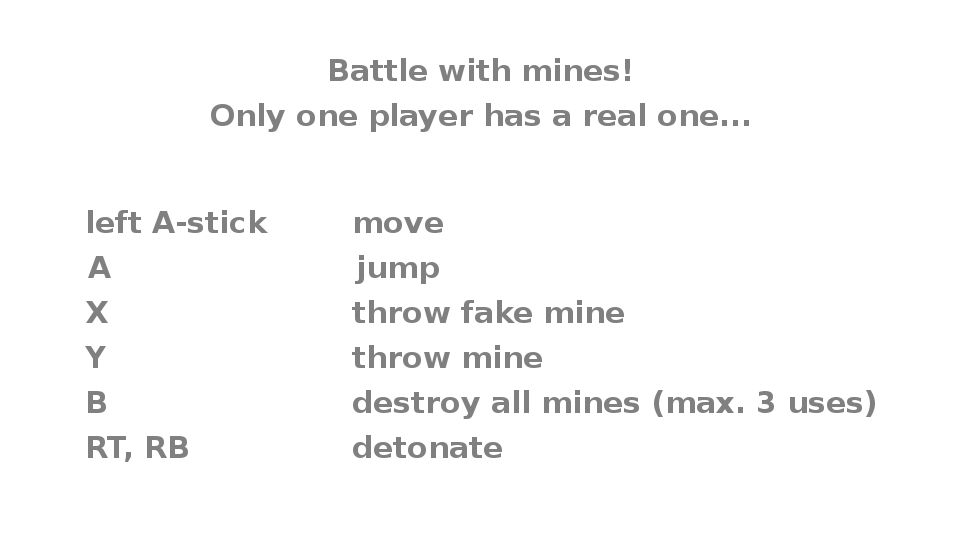 Battle with mines!
Only one player has a real one...
left A-stick move
A jump
X throw fake mine
Y throw mine
B destroy all mines (max. 3 uses)
RT, RB detonate